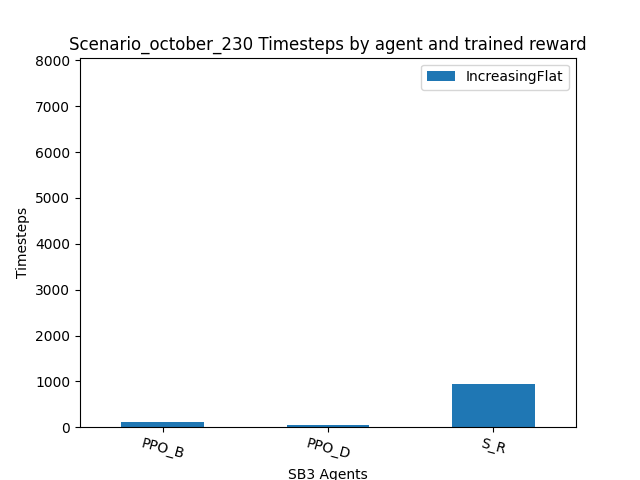 Scenario_october_230 Timesteps by agent and trained reward
IncreasingFlat
8000
7000
6000
5000
4000
3000
2000
1000
0
Timesteps
PPO_B
PPO_D
S_R
SB3 Agents